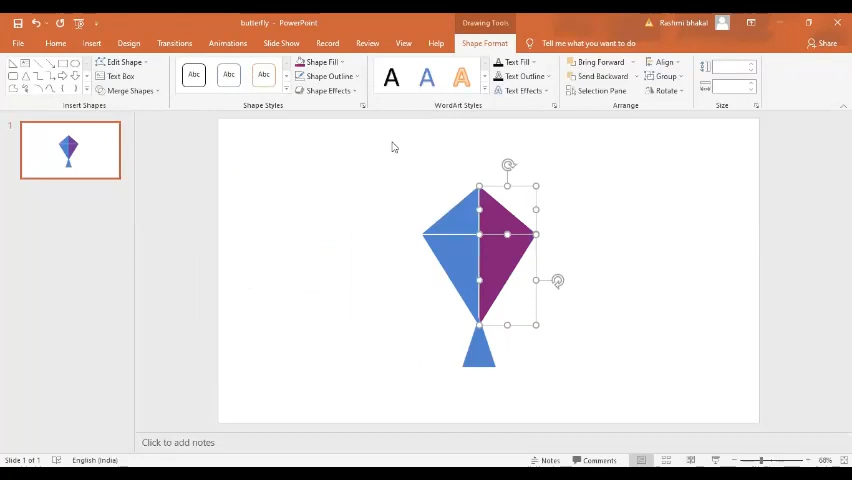 butterfly - PowerPoint
Drawing Tools
Rashmi bhakal
File Home Insert Design Transitions Animations Slide Show Record Review View Help Shape Format Tell me what you want to do Share
Edit Shape
Text Box
Merge Shapes
Insert Shapes
Abc Abc Abc
Shape Fill
Shape Outline
Shape Effects
Shape Styles
A A A
Text Fill
Text Outline
Text Effects
WordArt Styles
Bring Forward
Send Backward
Selection Pane
Align
Group
Rotate
Arrange
Size
1
Click to add notes
Slide 1 of 1 English (India) Notes Comments 68%